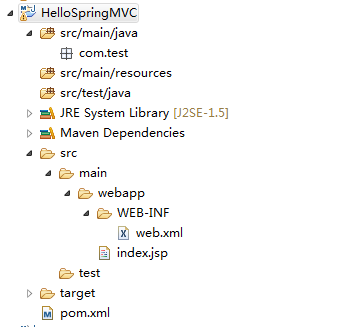 HelloSpringMVC
src/main/java
com.test
src/main/resources
src/test/java
JRE System Library [J2SE-1.5]
Maven Dependencies
src
main
webapp
WEB-INF
web.xml
index.jsp
test
target
pom.xml